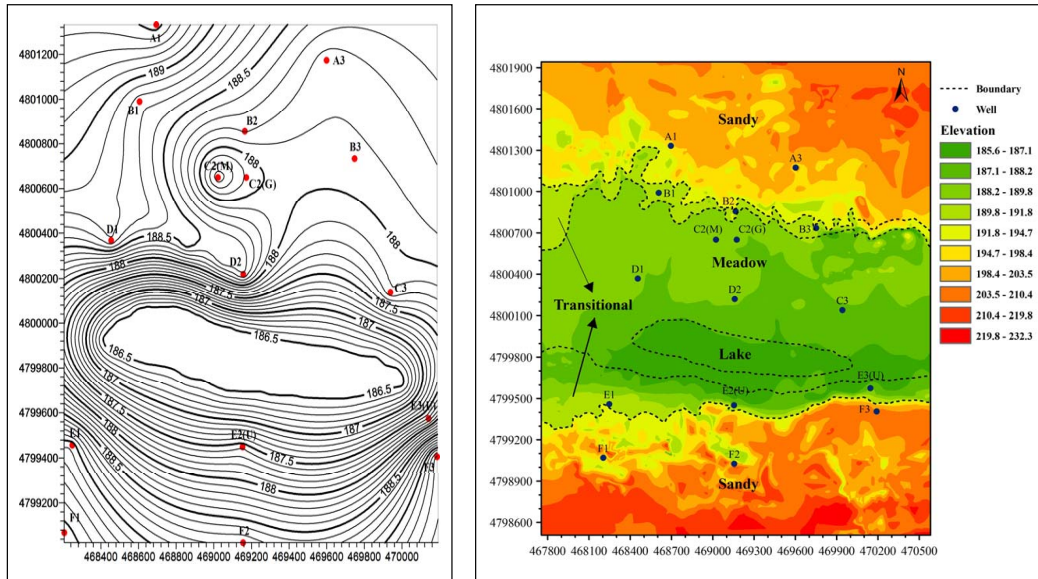 4801200
4801000
4800800
4800600
4800400
4800200
4800000
4799800
4799600
4799400
4799200
468400 468600 468800 469000 469200 469400 469600 469800 470000
A1
A3
189
188.5
B1
B2
B3
188
C2(M)
C2(G)
D1
188.5
188
D2
188
187.5
187.5
C3
187
187
186.5
186.5
187
187.5
E3(U)
187
E1
188
E2(U)
187.5
F3
188.5
188
188.5
F1
F2
4801900
4801600
4801300
4801000
4800700
4800400
4800100
4799800
4799500
4799200
4798900
4798600
467800 468100 468400 468700 469000 469300 469600 469900 470200 470500
N
Sandy
A1
A3
B1
B2
B3
C2(M) C2(G)
Meadow
D1
D2
C3
Transitional
Lake
E3(U)
E1
E2(U)
F3
F1
F2
Sandy
Boundary
Well
Elevation
185.6 - 187.1
187.1 - 188.2
188.2 - 189.8
189.8 - 191.8
191.8 - 194.7
194.7 - 198.4
198.4 - 203.5
203.5 - 210.4
210.4 - 219.8
219.8 - 232.3